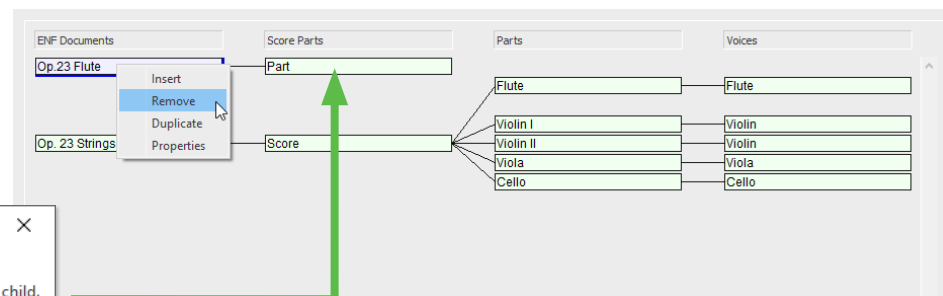 ENF Documents Score Parts Parts Voices
Op.23 Flute Part
Insert
Remove
Duplicate
Properties
Flute Flute
Violin I Violin
Op. 23 Strings Score Violin II Violin
Viola Viola
Cello Cello
child.